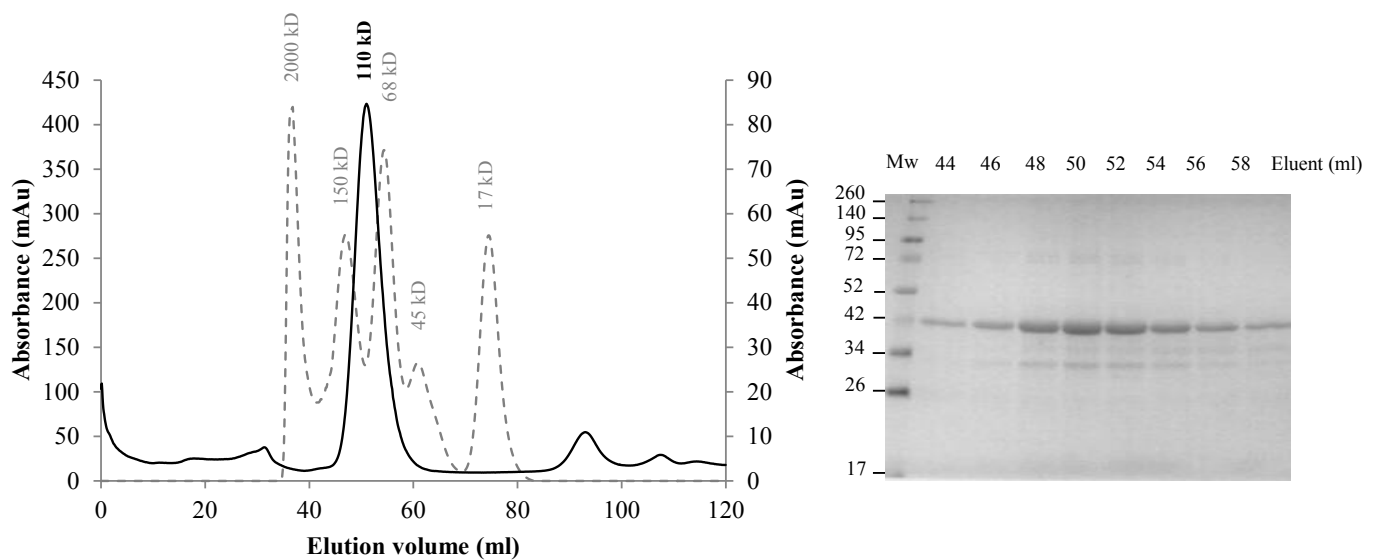 2000 kD
110 kD
68 kD
150 kD
45 kD
17 kD
450
400
350
300
250
200
150
100
50
0
Absorbance (mAu)
90
80
70
60
50
40
30
20
10
0
Absorbance (mAu)
0 20 40 60 80 100 120
Elution volume (ml)
Mw 44 46 48 50 52 54 56 58 Eluent (ml)
260
140
95
72
52
42
34
26
17